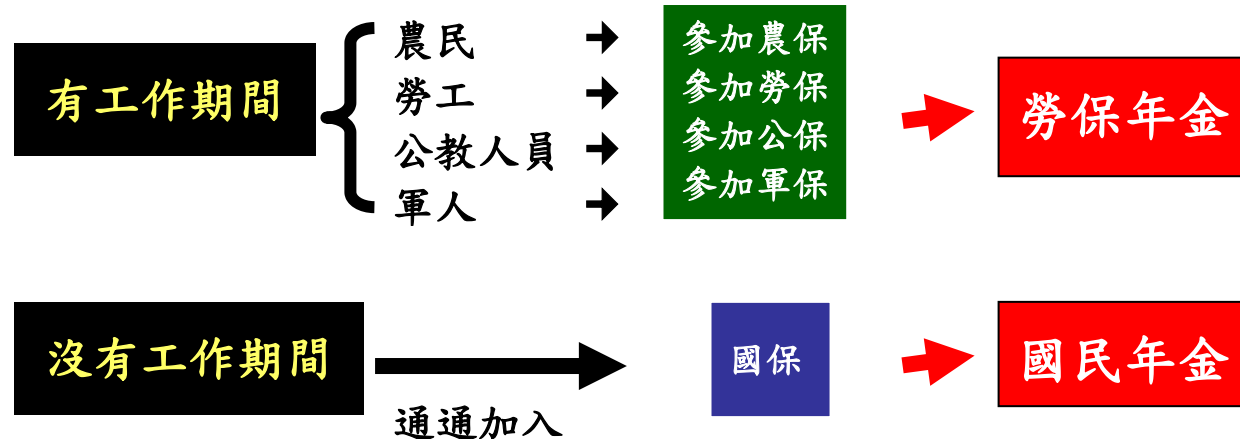 有工作期間
農民
勞工
公教人員
軍人
參加農保
參加勞保
參加公保
參加軍保
勞保年金
沒有工作期間
通通加入
國保
國民年金